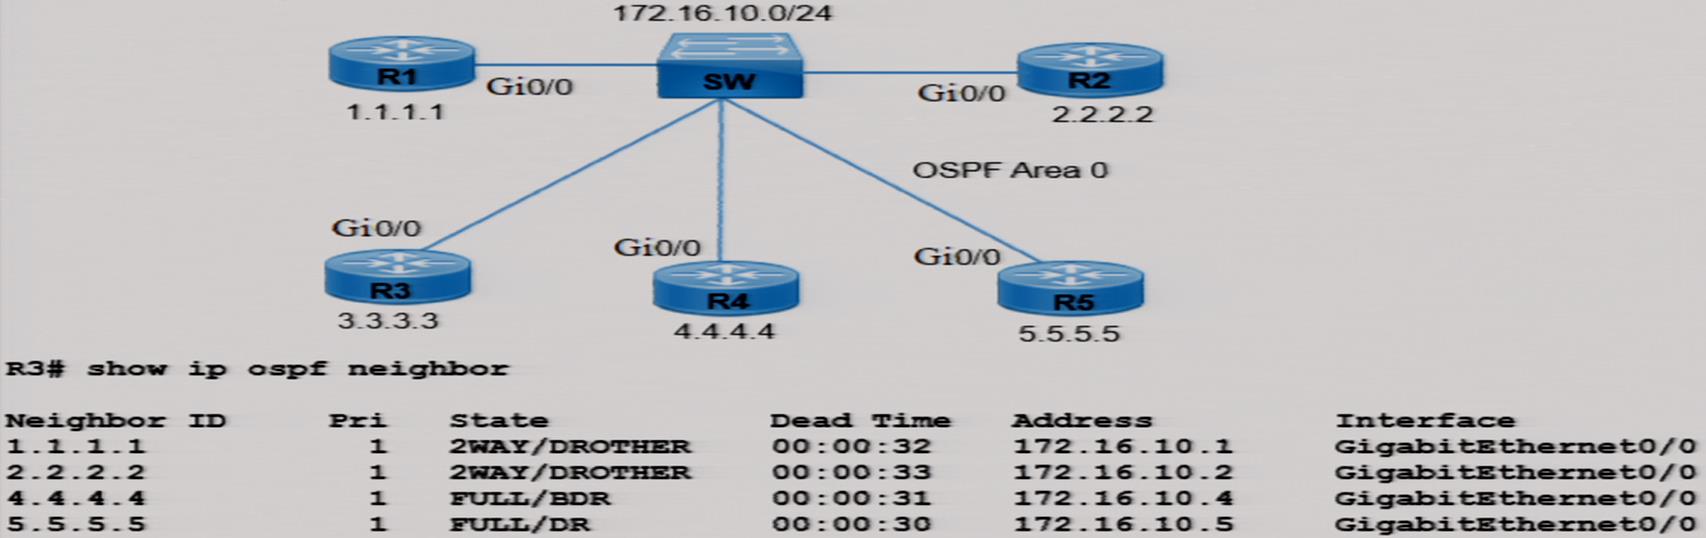 172.16.10.0/24
R1 SW R2
Gi0/0 Gi0/0
1.1.1.1 2.2.2.2
OSPF Area 0
Gi0/0 Gi0/0 Gi0/0
R3 R4 R5
3.3.3.3 4.4.4.4 5.5.5.5
R3# show ip ospf neighbor
Neighbor ID Pri State Dead Time Address Interface
1.1.1.1 1 2WAY/DROTHER 00:00:32 172.16.10.1 GigabitEthernet0/0
2.2.2.2 1 2WAY/DROTHER 00:00:33 172.16.10.2 GigabitEthernet0/0
4.4.4.4 1 FULL/BDR 00:00:31 172.16.10.4 GigabitEthernet0/0
5.5.5.5 1 FULL/DR 00:00:30 172.16.10.5 GigabitEthernet0/0